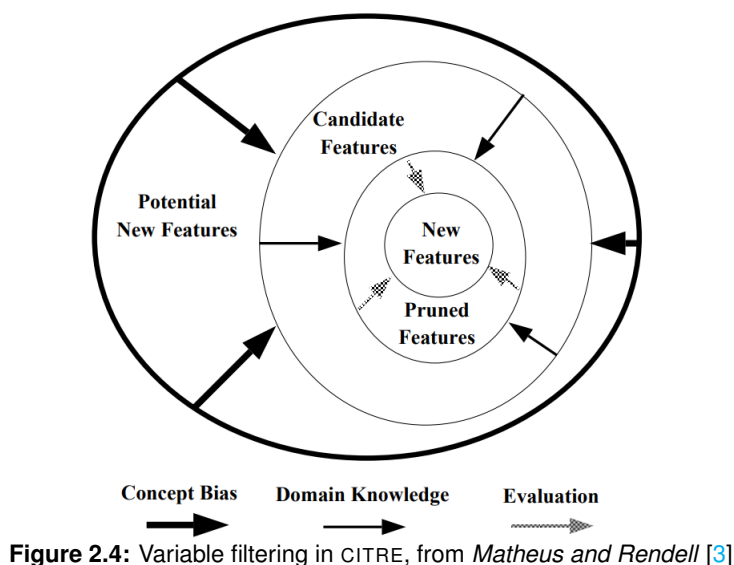 Candidate
Features
Potential
New Features
New
Features
Pruned
Features
Concept Bias
Domain Knowledge
Evaluation
Figure 2.4: Variable filtering in CITRE, from Matheus and Rendell [3]